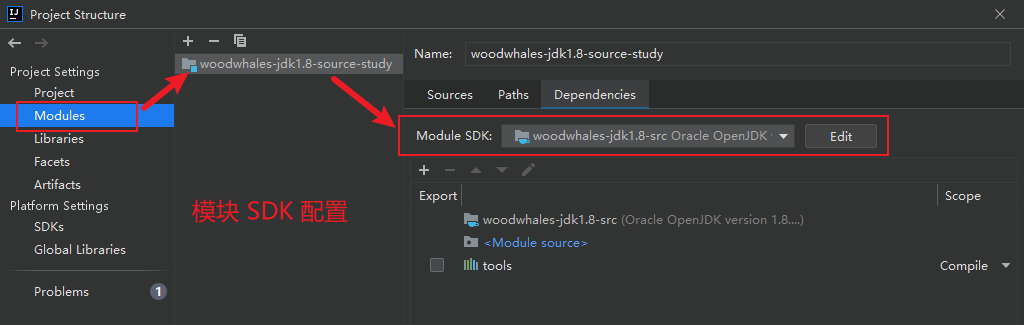 Project Structure
Project Settings
Project
Modules
Libraries
Facets
Artifacts
Platform Settings
SDKs
Global Libraries
Problems 1
woodwhales-jdk1.8-source-study
模块 SDK 配置
Name: woodwhales-jdk1.8-source-study
Sources Paths Dependencies
Module SDK: woodwhales-jdk1.8-src Oracle OpenJDK Edit
Export Scope
woodwhales-jdk1.8-src (Oracle OpenJDK version 1.8....)
<Module source>
tools Compile